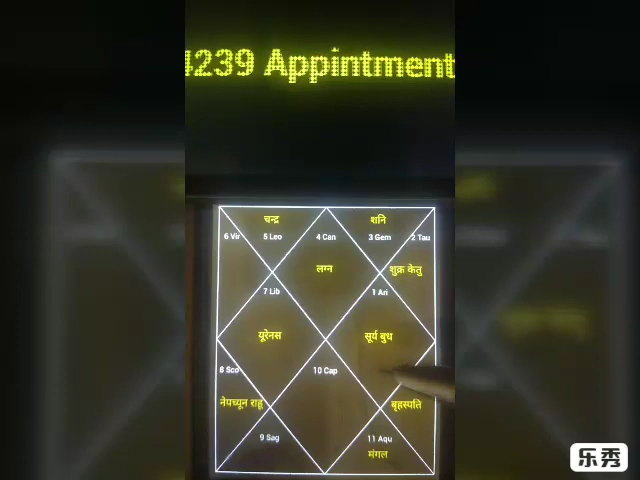 4239 Appintment
चन्द्र शनि
6 Vir 5 Leo 4 Can 3 Gem 2 Tau
लग्न शुक्र केतु
7 Lib 1 Ari
यूरेनस सूर्य बुध
8 Sco 10 Cap
नेपच्यून राहू बृहस्पति
9 Sag 11 Aqu
मंगल
乐秀